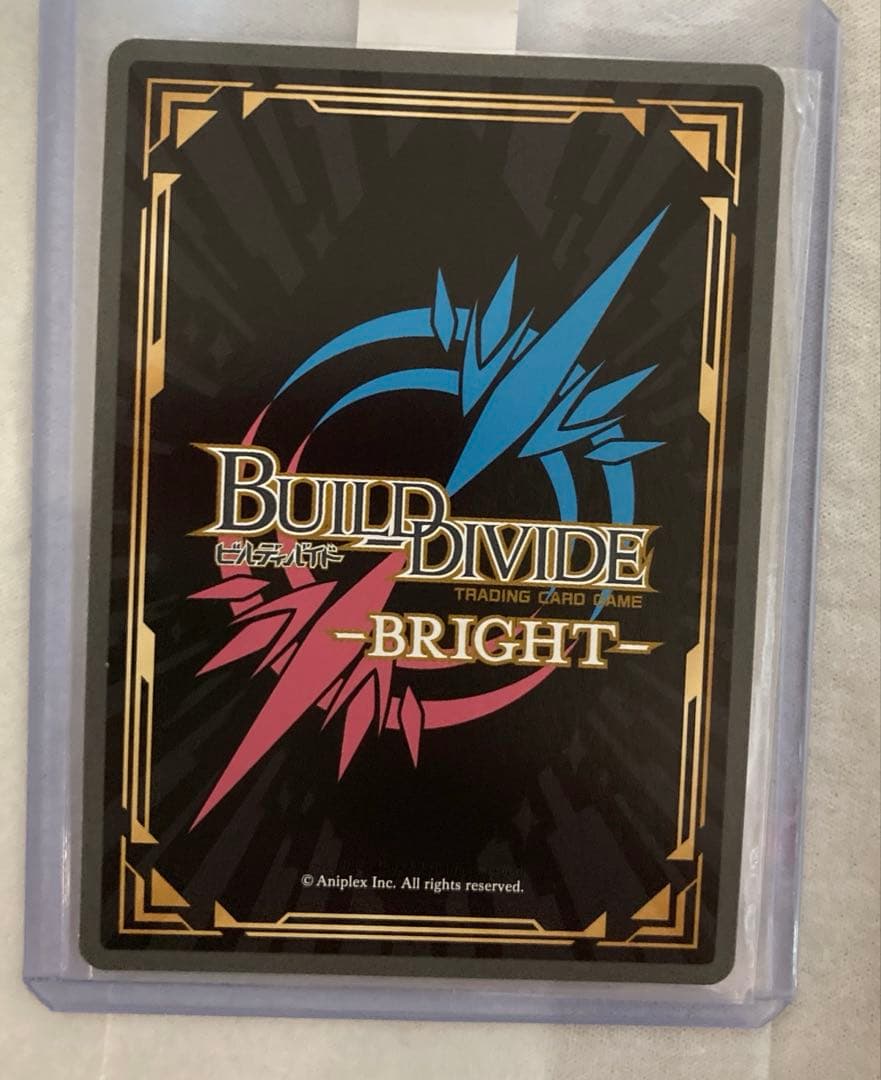 BUILD DIVIDE
ビルディバイド
TRADING CARD GAME
-BRIGHT-
© Aniplex Inc. All rights reserved.